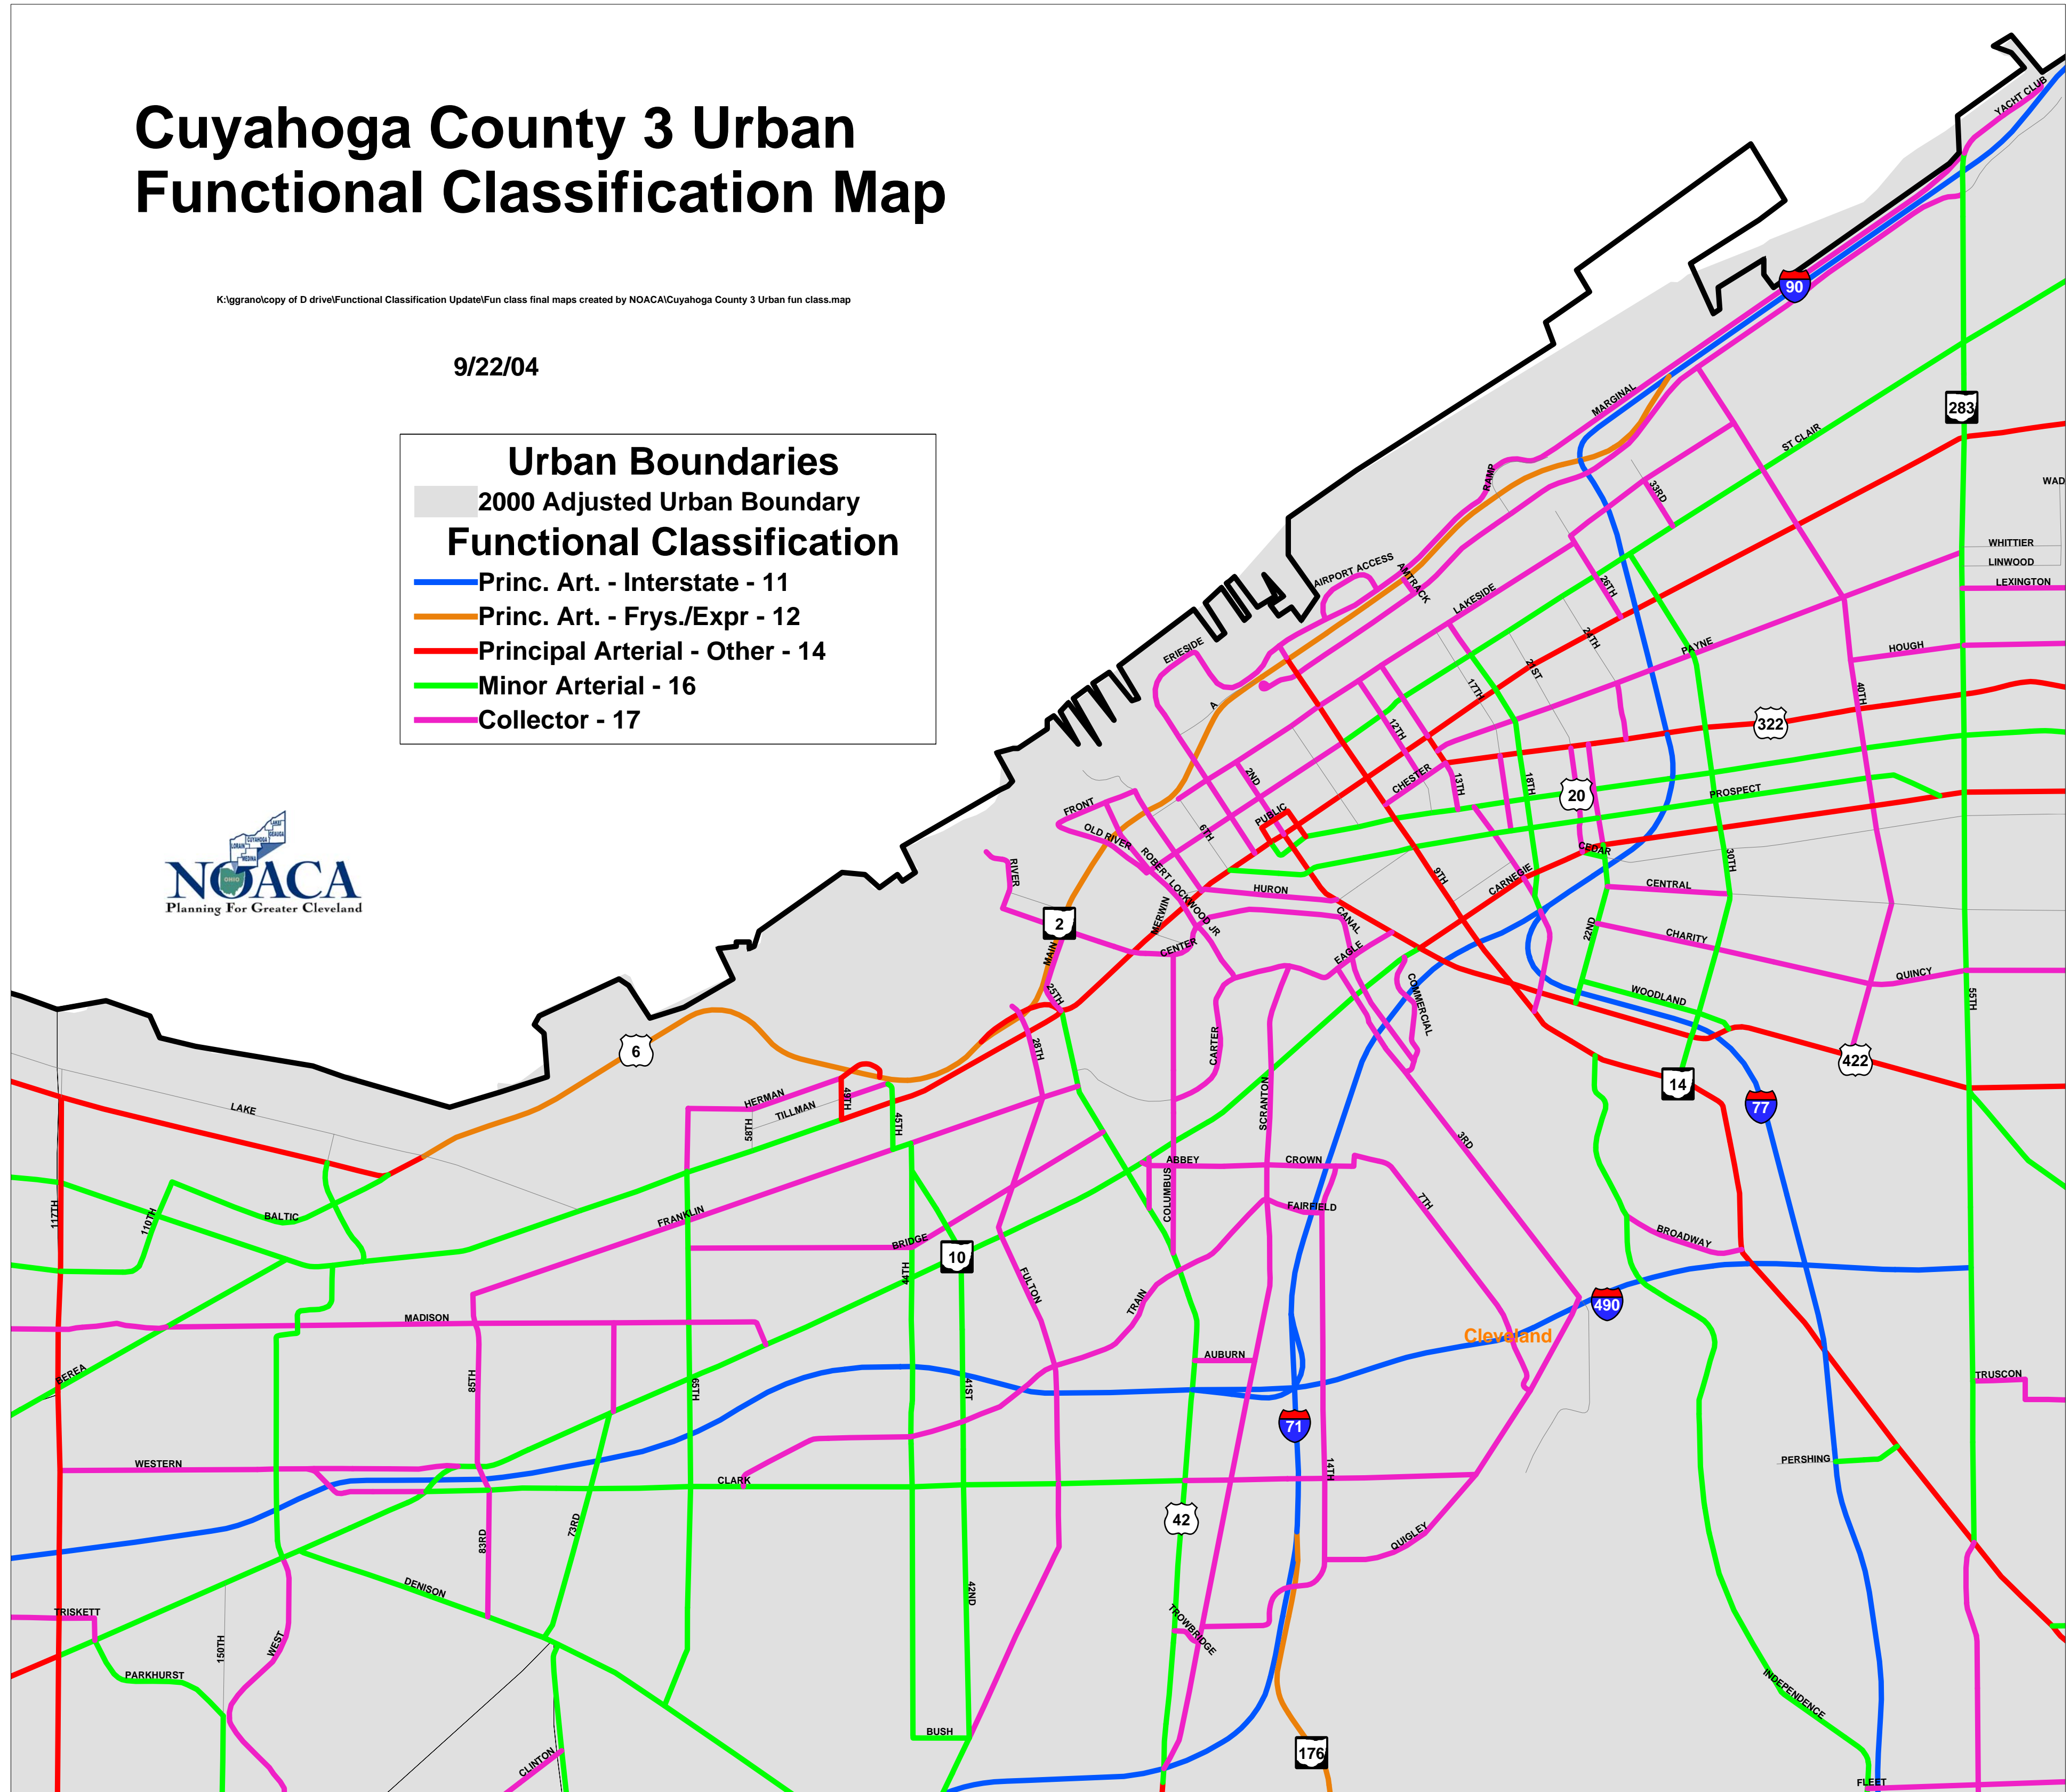 Cuyahoga County 3 Urban
Functional Classification Map
K:\ggrano\copy of D drive\Functional Classification Update\Fun class final maps created by NOACA\Cuyahoga County 3 Urban fun class.map
9/22/04
Urban Boundaries
2000 Adjusted Urban Boundary
Functional Classification
Princ. Art. - Interstate - 11
Princ. Art. - Frys./Expr - 12
Principal Arterial - Other - 14
Minor Arterial - 16
Collector - 17
LAKE
GEAUGA
CUYAHOGA
LORAIN
MEDINA
OHIO
NOACA
Planning For Greater Cleveland
YACHT CLUB
90
MARGINAL
283
ST CLAIR
RAMP
33RD
WAD
WHITTIER
LINWOOD
LEXINGTON
AIRPORT ACCESS
AMTRACK
LAKESIDE
26TH
24TH
PAYNE
HOUGH
ERIESIDE
21ST
17TH
40TH
A
12TH
322
2ND
CHESTER
13TH
18TH
20
PROSPECT
FRONT
PUBLIC
OLD RIVER
6TH
ROBERT LOCKWOOD JR
CEDAR
30TH
RIVER
HURON
9TH
CARNEGIE
CENTRAL
2
MERWIN
CANAL
22ND
CHARITY
MAIN
CENTER
EAGLE
QUINCY
25TH
COMMERCIAL
WOODLAND
55TH
6
28TH
CARTER
422
14
77
HERMAN
49TH
TILLMAN
58TH
45TH
LAKE
SCRANTON
3RD
ABBEY
CROWN
COLUMBUS
7TH
FAIRFIELD
117TH
110TH
BALTIC
FRANKLIN
BRIDGE
10
BROADWAY
44TH
FULTON
TRAIN
490
MADISON
Cleveland
BEREA
85TH
65TH
41ST
AUBURN
TRUSCON
71
WESTERN
CLARK
14TH
PERSHING
42
73RD
83RD
QUIGLEY
DENISON
42ND
TRISKETT
150TH
WEST
TROWBRIDGE
PARKHURST
INDEPENDENCE
BUSH
CLINTON
176
FLEET